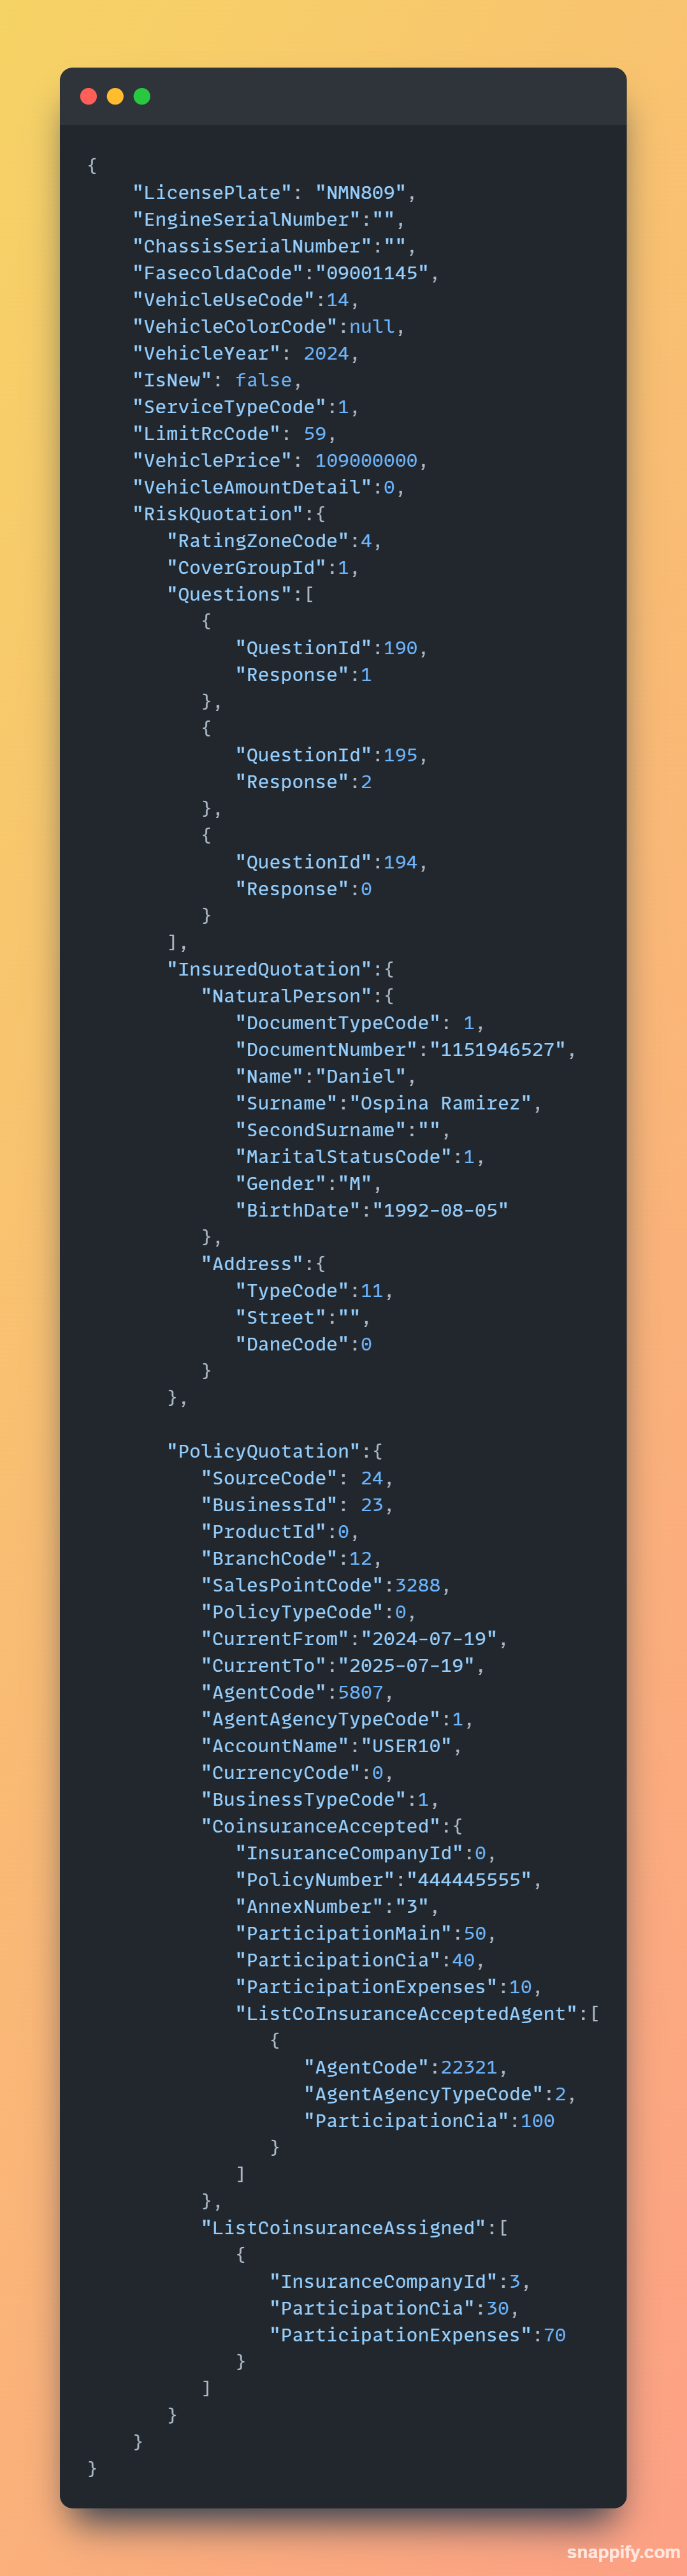 {
    "LicensePlate": "NMN809",
    "EngineSerialNumber":"",
    "ChassisSerialNumber":"",
    "FasecoldaCode":"09001145",
    "VehicleUseCode":14,
    "VehicleColorCode":null,
    "VehicleYear": 2024,
    "IsNew": false,
    "ServiceTypeCode":1,
    "LimitRcCode": 59,
    "VehiclePrice": 109000000,
    "VehicleAmountDetail":0,
    "RiskQuotation":{
       "RatingZoneCode":4,
       "CoverGroupId":1,
       "Questions":[
          {
             "QuestionId":190,
             "Response":1
          },
          {
             "QuestionId":195,
             "Response":2
          },
          {
             "QuestionId":194,
             "Response":0
          }
       ],
       "InsuredQuotation":{
          "NaturalPerson":{
             "DocumentTypeCode": 1,
             "DocumentNumber":"1151946527",
             "Name":"Daniel",
             "Surname":"Ospina Ramirez",
             "SecondSurname":"",
             "MaritalStatusCode":1,
             "Gender":"M",
             "BirthDate":"1992-08-05"
          },
          "Address":{
             "TypeCode":11,
             "Street":"",
             "DaneCode":0
          }
       },

       "PolicyQuotation":{
          "SourceCode": 24,
          "BusinessId": 23,
          "ProductId":0,
          "BranchCode":12,
          "SalesPointCode":3288,
          "PolicyTypeCode":0,
          "CurrentFrom":"2024-07-19",
          "CurrentTo":"2025-07-19",
          "AgentCode":5807,
          "AgentAgencyTypeCode":1,
          "AccountName":"USER10",
          "CurrencyCode":0,
          "BusinessTypeCode":1,
          "CoinsuranceAccepted":{
             "InsuranceCompanyId":0,
             "PolicyNumber":"444445555",
             "AnnexNumber":"3",
             "ParticipationMain":50,
             "ParticipationCia":40,
             "ParticipationExpenses":10,
             "ListCoInsuranceAcceptedAgent":[
                {
                   "AgentCode":22321,
                   "AgentAgencyTypeCode":2,
                   "ParticipationCia":100
                }
             ]
          },
          "ListCoinsuranceAssigned":[
             {
                "InsuranceCompanyId":3,
                "ParticipationCia":30,
                "ParticipationExpenses":70
             }
          ]
       }
    }
}
snappify.com